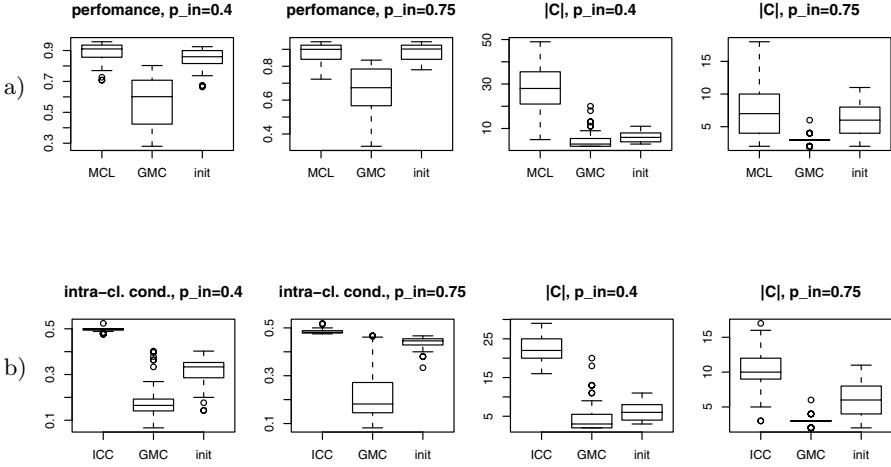 perfomance, p_in=0.4 perfomance, p_in=0.75 |C|, p_in=0.4 |C|, p_in=0.75
a)
0.3 0.5 0.7 0.9
0.4 0.6 0.8
10 30 50
5 10 15
MCL GMC init MCL GMC init MCL GMC init MCL GMC init
intra−cl. cond., p_in=0.4 intra−cl. cond., p_in=0.75 |C|, p_in=0.4 |C|, p_in=0.75
b)
0.1 0.3 0.5
0.1 0.3 0.5
5 15 25
5 10 15
ICC GMC init ICC GMC init ICC GMC init ICC GMC init